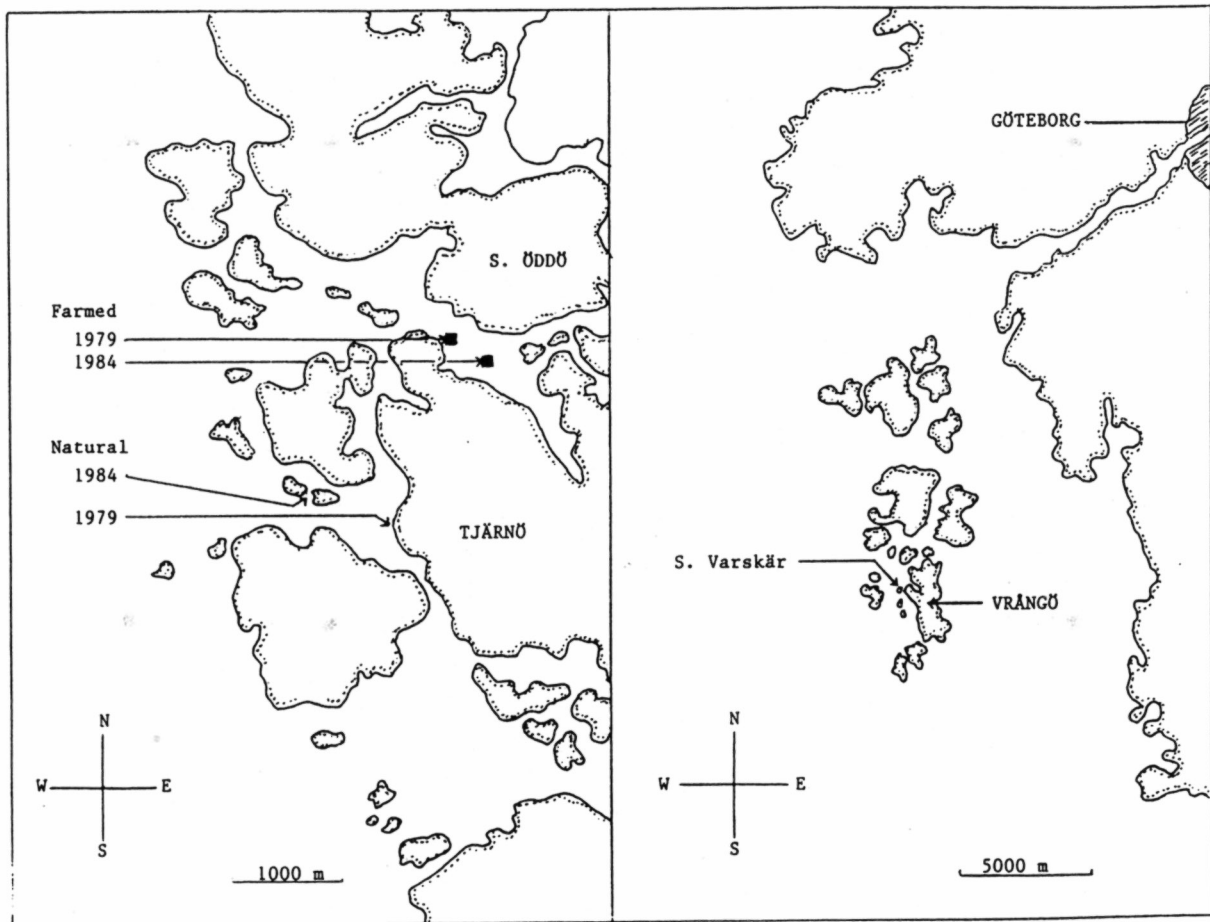 S. ÖDDÖ
Farmed
1979
1984
Natural
1984
1979
TJÄRNÖ
N
W E
S
1000 m
GÖTEBORG
S. Varskär
VRÅNGÖ
N
W E
S
5000 m